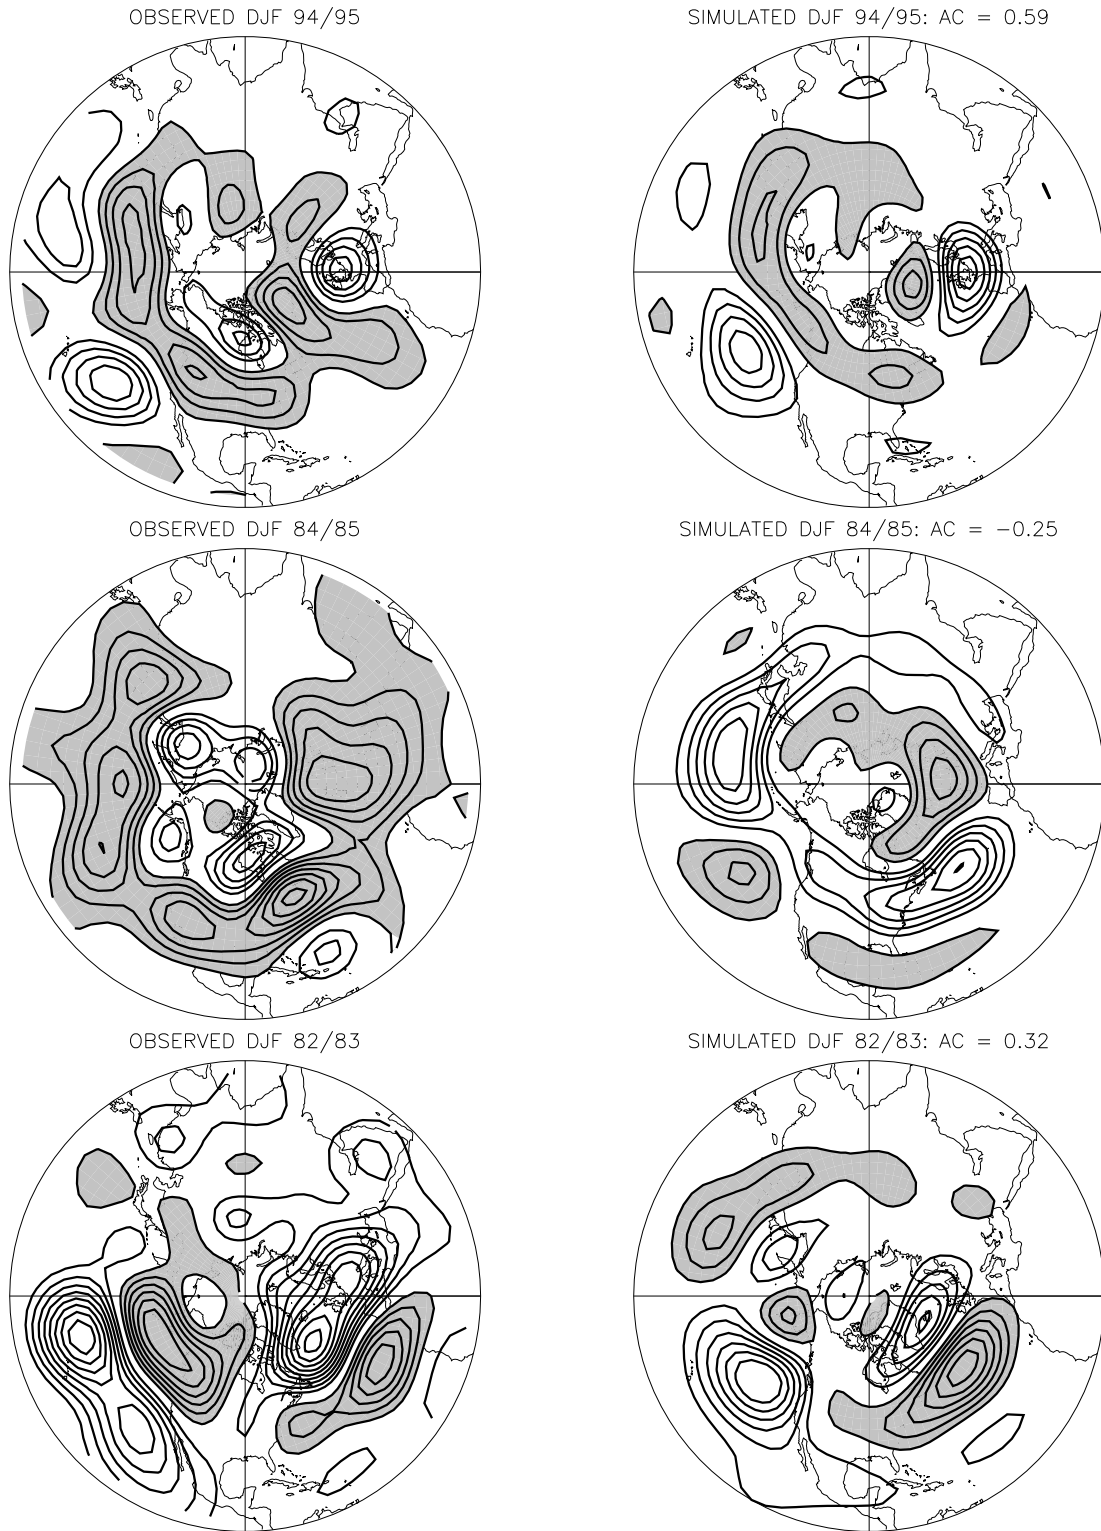 OBSERVED DJF 94/95
SIMULATED DJF 94/95: AC = 0.59
OBSERVED DJF 84/85
SIMULATED DJF 84/85: AC = −0.25
OBSERVED DJF 82/83
SIMULATED DJF 82/83: AC = 0.32